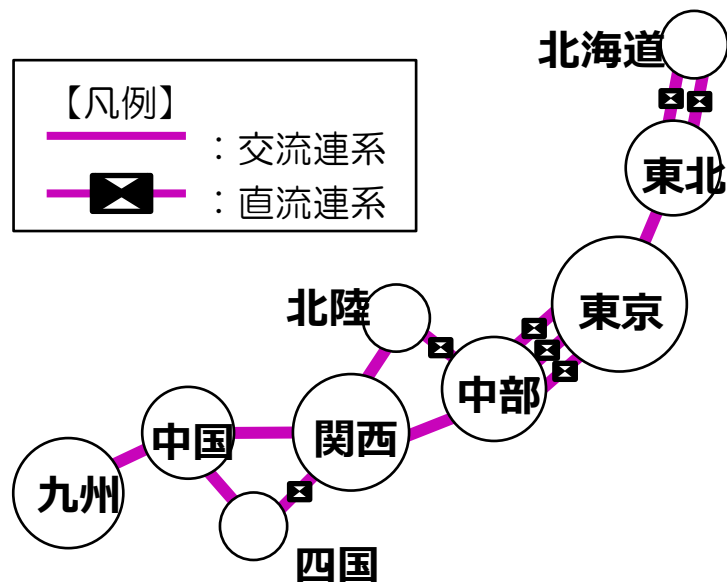 北海道
【凡例】
：交流連系
：直流連系
東北
東京
北陸
中部
関西
中国
九州
四国